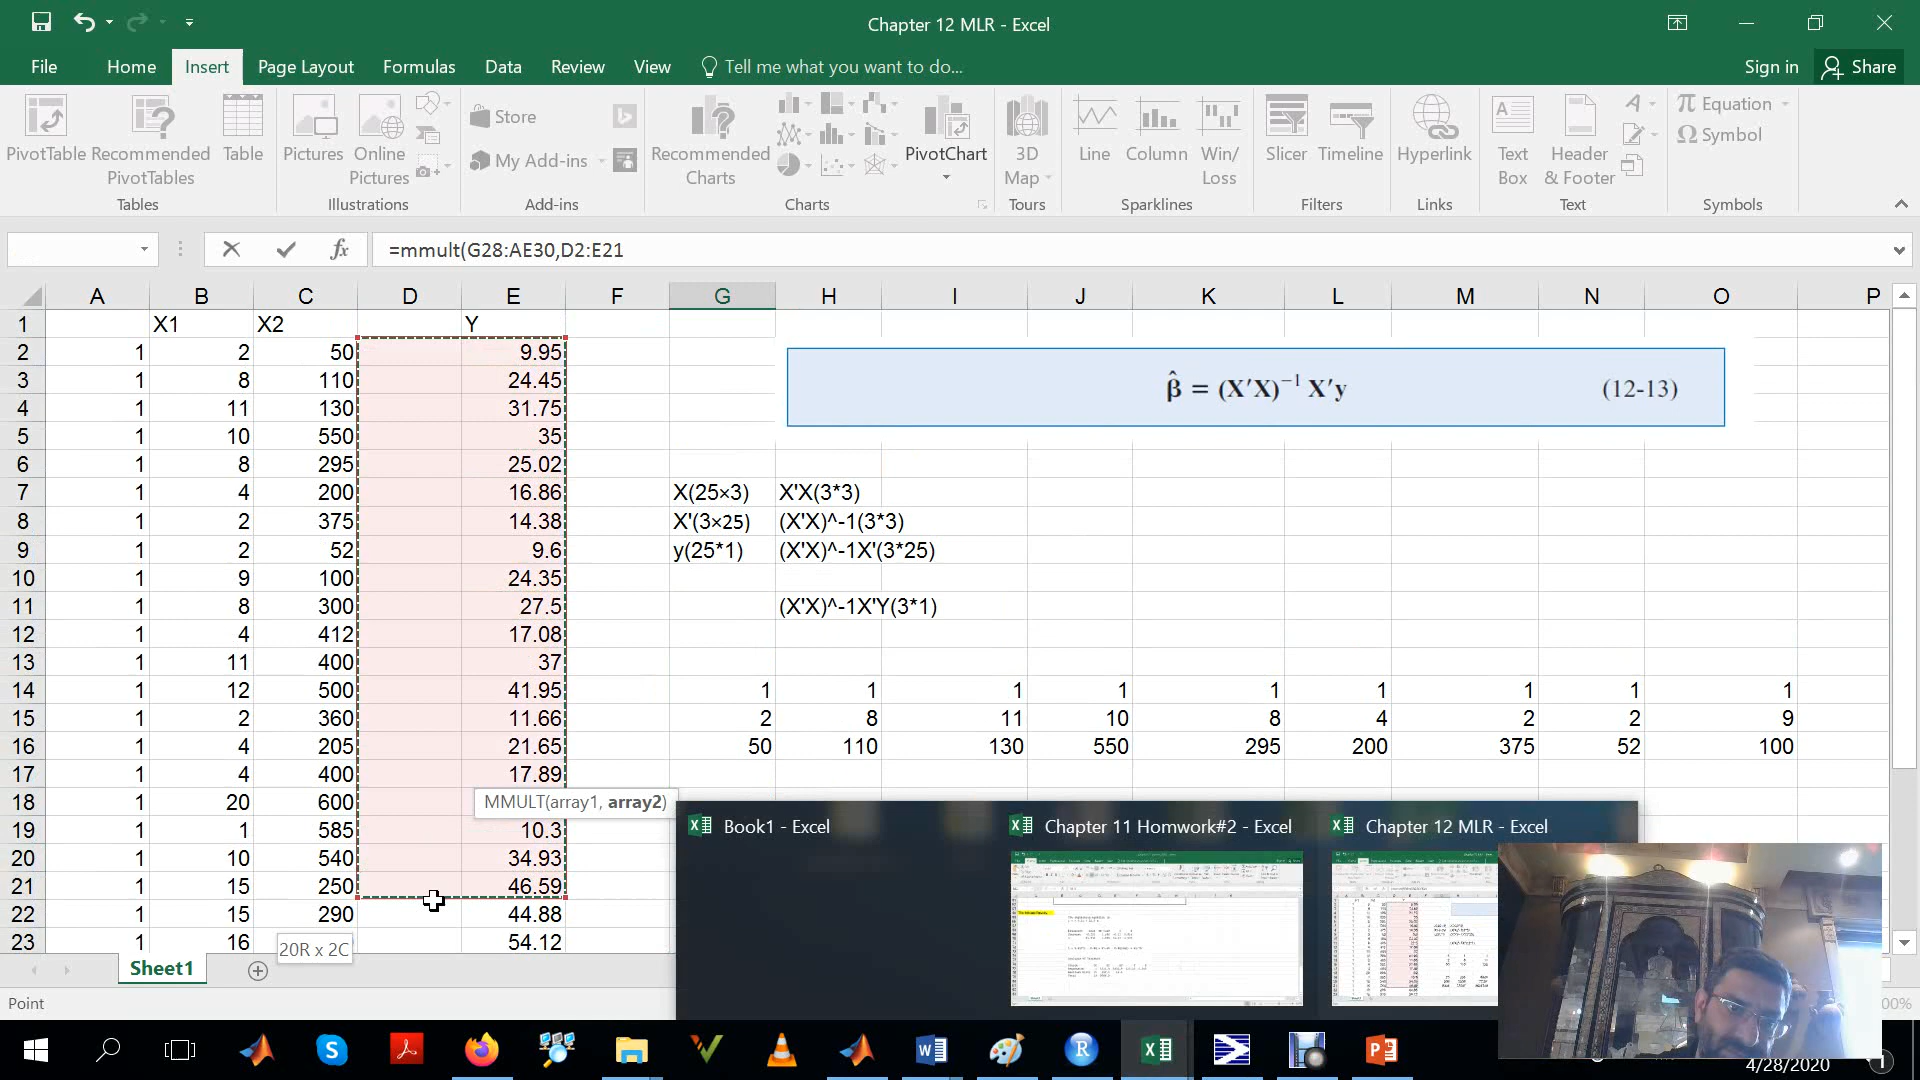 Chapter 12 MLR - Excel
File Home Insert Page Layout Formulas Data Review View Tell me what you want to do... Sign in Share
PivotTable Recommended PivotTables Table Pictures Online Pictures Store My Add-ins Recommended Charts PivotChart 3D Map Line Column Win/ Loss Slicer Timeline Hyperlink Text Box Header & Footer Equation Symbol
Tables Illustrations Add-ins Charts Tours Sparklines Filters Links Text Symbols
fx =mmult(G28:AE30,D2:E21
A B C D E F G H I J K L M N O P
1 X1 X2 Y
2 1 2 50 9.95
3 1 8 110 24.45
β̂ = (X′X)⁻¹ X′y (12-13)
4 1 11 130 31.75
5 1 10 550 35
6 1 8 295 25.02
7 1 4 200 16.86 X(25×3) X'X(3*3)
8 1 2 375 14.38 X'(3×25) (X'X)^-1(3*3)
9 1 2 52 9.6 y(25*1) (X'X)^-1X'(3*25)
10 1 9 100 24.35
11 1 8 300 27.5 (X'X)^-1X'Y(3*1)
12 1 4 412 17.08
13 1 11 400 37
14 1 12 500 41.95 1 1 1 1 1 1 1 1 1
15 1 2 360 11.66 2 8 11 10 8 4 2 2 9
16 1 4 205 21.65 50 110 130 550 295 200 375 52 100
17 1 4 400 17.89
18 1 20 600 MMULT(array1, array2)
19 1 1 585 10.3
20 1 10 540 34.93
21 1 15 250 46.59
22 1 15 290 44.88
23 1 16 54.12
20R x 2C
Book1 - Excel Chapter 11 Homwork#2 - Excel Chapter 12 MLR - Excel
Sheet1
Point
4/28/2020